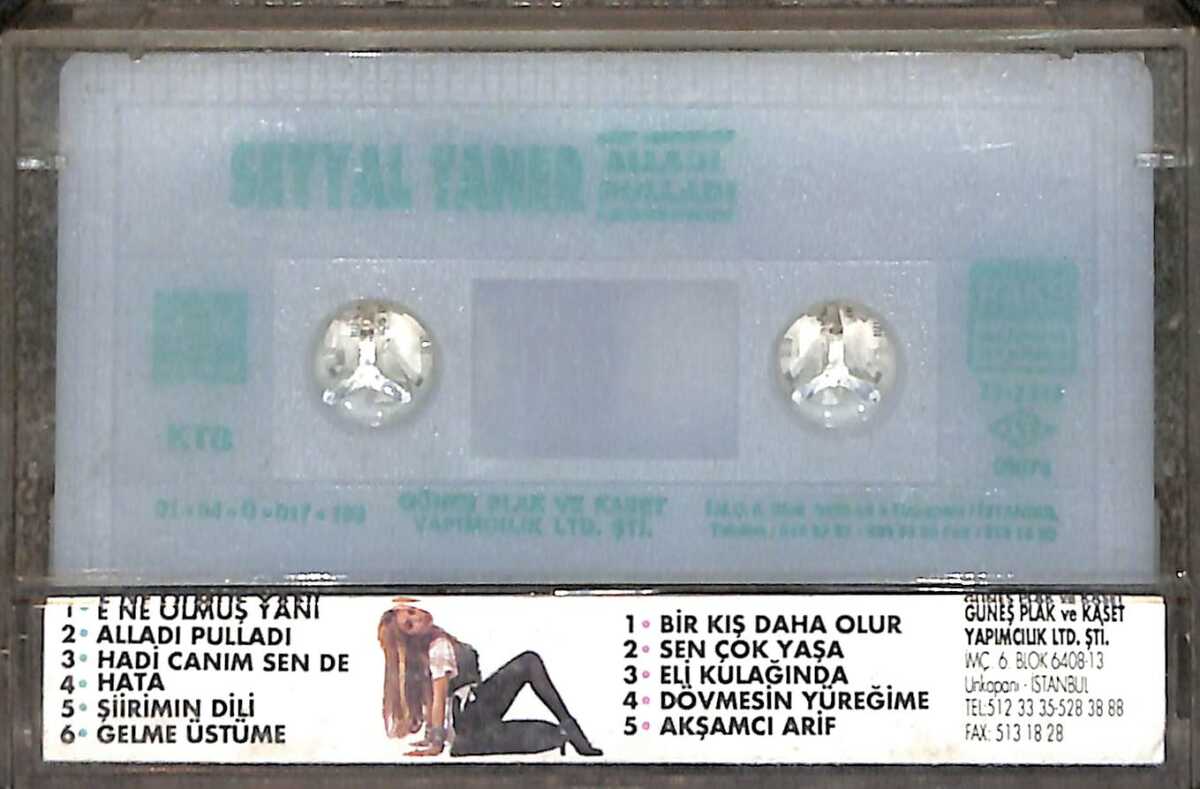 SEYYAL TANER
ALLADI
PULLADI
KTB
GÜNEŞ PLAK VE KASET
YAPIMCILIK LTD. ŞTİ.
1• E NE OLMUŞ YANİ
2• ALLADI PULLADI
3• HADİ CANIM SEN DE
4• HATA
5• ŞİİRİMİN DİLİ
6• GELME ÜSTÜME
1• BİR KIŞ DAHA OLUR
2• SEN ÇOK YAŞA
3• ELİ KULAĞINDA
4• DÖVMESİN YÜREĞİME
5• AKŞAMCI ARİF
GÜNEŞ PLAK ve KASET
YAPIMCILIK LTD. ŞTİ.
İMÇ. 6. BLOK 6408-13
Unkapanı - İSTANBUL
TEL:512 33 35-528 38 88
FAX: 513 18 28